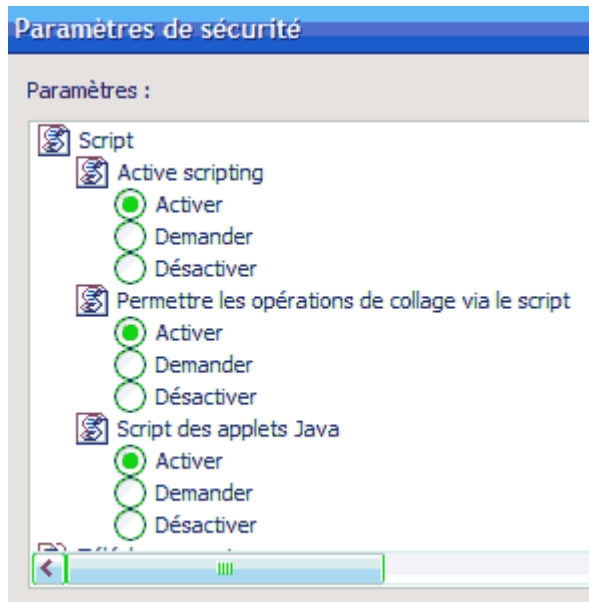 Paramètres de sécurité
Paramètres :
Script
Active scripting
Activer
Demander
Désactiver
Permettre les opérations de collage via le script
Activer
Demander
Désactiver
Script des applets Java
Activer
Demander
Désactiver